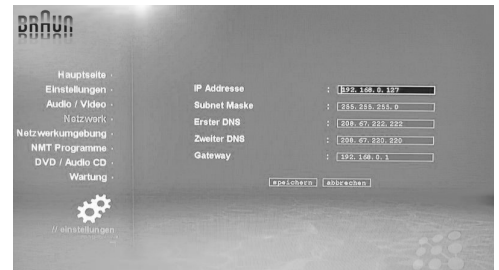 BRAUN
Hauptseite
Einstellungen
Audio / Video
Netzwerk
Netzwerkumgebung
NMT Programme
DVD / Audio CD
Wartung
// einstellungen
IP Addresse : 192.168.0.127
Subnet Maske : 255.255.255.0
Erster DNS : 208.67.222.222
Zweiter DNS : 208.67.220.220
Gateway : 192.168.0.1
speichern abbrechen